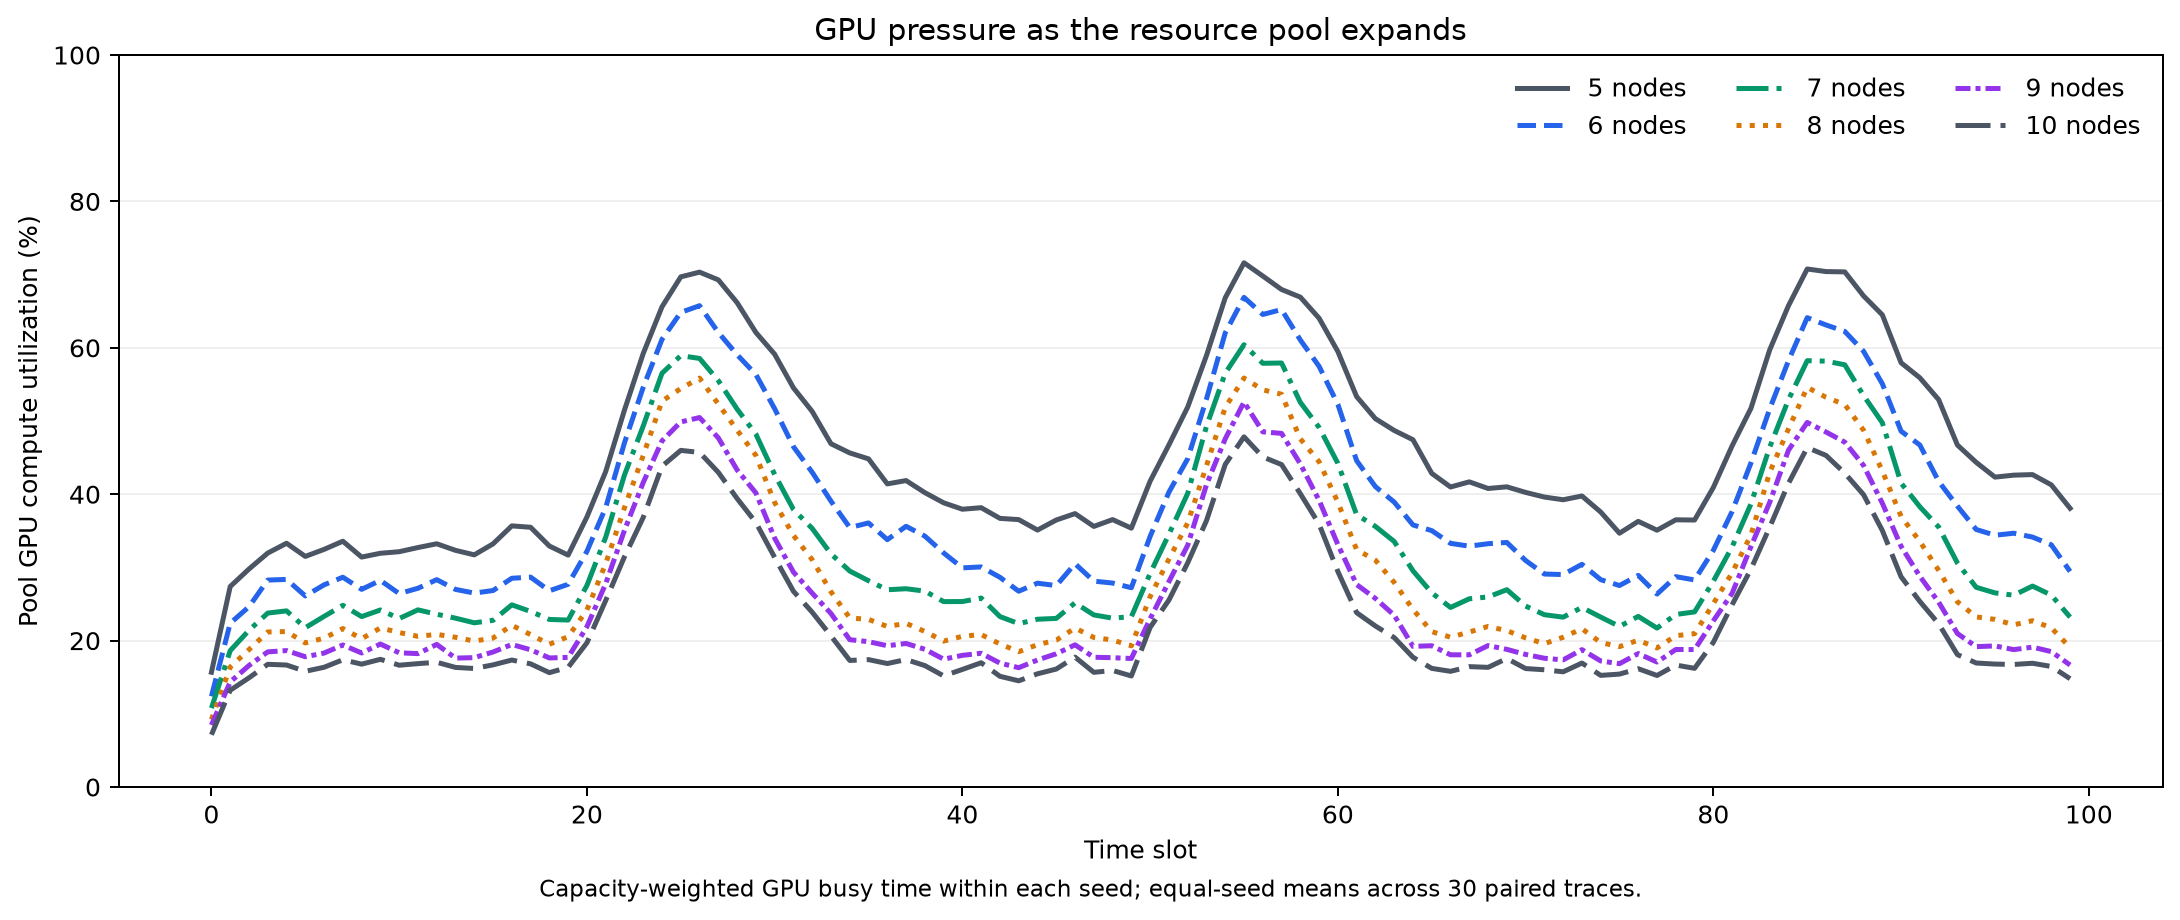 GPU pressure as the resource pool expands
Pool GPU compute utilization (%)
100
80
60
40
20
0
5 nodes
6 nodes
7 nodes
8 nodes
9 nodes
10 nodes
0 20 40 60 80 100
Time slot
Capacity-weighted GPU busy time within each seed; equal-seed means across 30 paired traces.